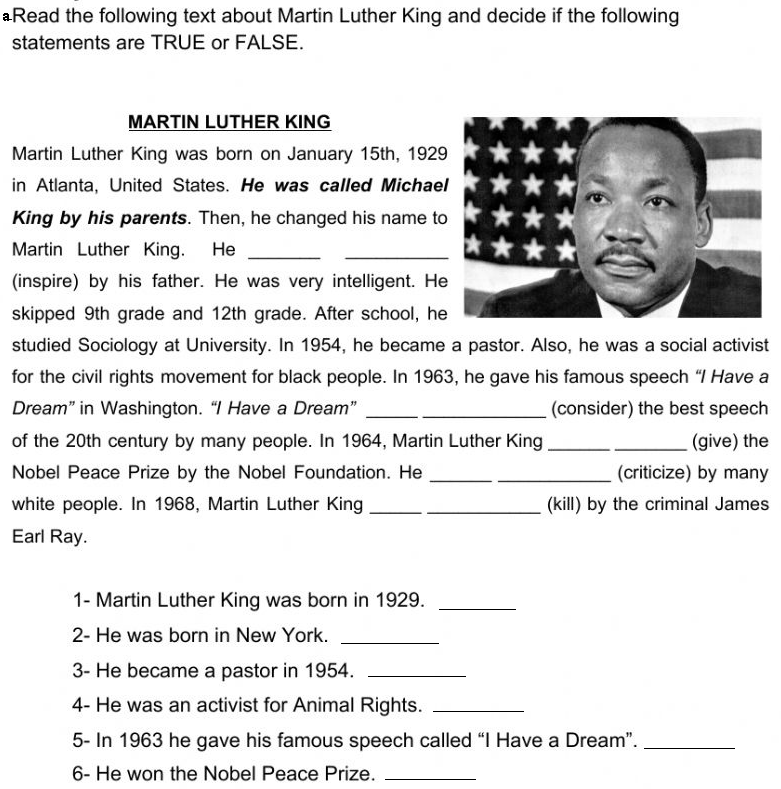 a.Read the following text about Martin Luther King and decide if the following
statements are TRUE or FALSE.
MARTIN LUTHER KING
Martin Luther King was born on January 15th, 1929
in Atlanta, United States. He was called Michael
King by his parents. Then, he changed his name to
Martin Luther King. He _______ __________
(inspire) by his father. He was very intelligent. He
skipped 9th grade and 12th grade. After school, he
studied Sociology at University. In 1954, he became a pastor. Also, he was a social activist
for the civil rights movement for black people. In 1963, he gave his famous speech “I Have a
Dream” in Washington. “I Have a Dream” _____ ____________ (consider) the best speech
of the 20th century by many people. In 1964, Martin Luther King ______ _______ (give) the
Nobel Peace Prize by the Nobel Foundation. He ______ ___________ (criticize) by many
white people. In 1968, Martin Luther King _____ ___________ (kill) by the criminal James
Earl Ray.
1- Martin Luther King was born in 1929. _______
2- He was born in New York. _________
3- He became a pastor in 1954. _________
4- He was an activist for Animal Rights. ________
5- In 1963 he gave his famous speech called “I Have a Dream”. ________
6- He won the Nobel Peace Prize. ________